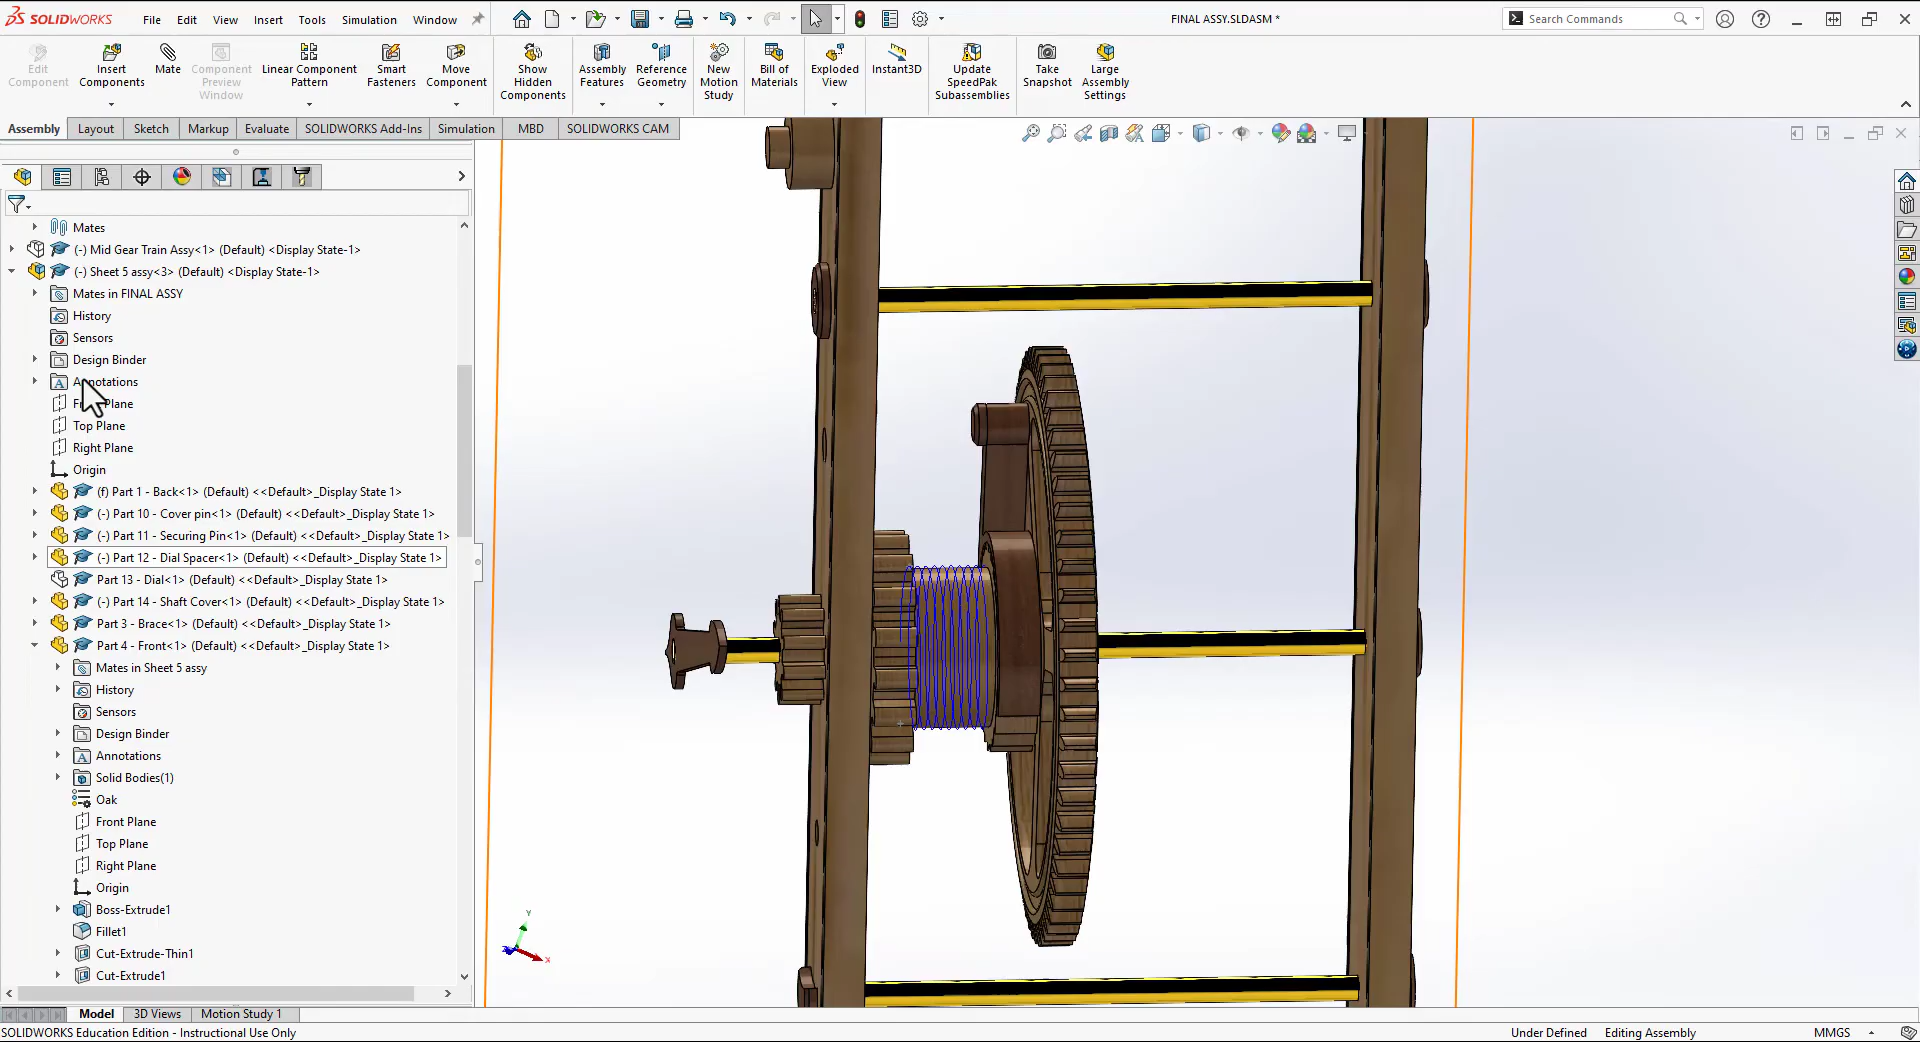 SOLIDWORKS File Edit View Insert Tools Simulation Window FINAL ASSY.SLDASM * Search Commands
Edit Component
Insert Components
Mate
Component Preview Window
Linear Component Pattern
Smart Fasteners
Move Component
Show Hidden Components
Assembly Features
Reference Geometry
New Motion Study
Bill of Materials
Exploded View
Instant3D
Update SpeedPak Subassemblies
Take Snapshot
Large Assembly Settings
Assembly Layout Sketch Markup Evaluate SOLIDWORKS Add-Ins Simulation MBD SOLIDWORKS CAM
Mates
(-) Mid Gear Train Assy<1> (Default) <Display State-1>
(-) Sheet 5 assy<3> (Default) <Display State-1>
Mates in FINAL ASSY
History
Sensors
Design Binder
Annotations
Plane
Top Plane
Right Plane
Origin
(f) Part 1 - Back<1> (Default) <<Default>_Display State 1>
(-) Part 10 - Cover pin<1> (Default) <<Default>_Display State 1>
(-) Part 11 - Securing Pin<1> (Default) <<Default>_Display State 1>
(-) Part 12 - Dial Spacer<1> (Default) <<Default>_Display State 1>
Part 13 - Dial<1> (Default) <<Default>_Display State 1>
(-) Part 14 - Shaft Cover<1> (Default) <<Default>_Display State 1>
Part 3 - Brace<1> (Default) <<Default>_Display State 1>
Part 4 - Front<1> (Default) <<Default>_Display State 1>
Mates in Sheet 5 assy
History
Sensors
Design Binder
Annotations
Solid Bodies(1)
Oak
Front Plane
Top Plane
Right Plane
Origin
Boss-Extrude1
Fillet1
Cut-Extrude-Thin1
Cut-Extrude1
Y
X
Model 3D Views Motion Study 1
SOLIDWORKS Education Edition - Instructional Use Only Under Defined Editing Assembly MMGS